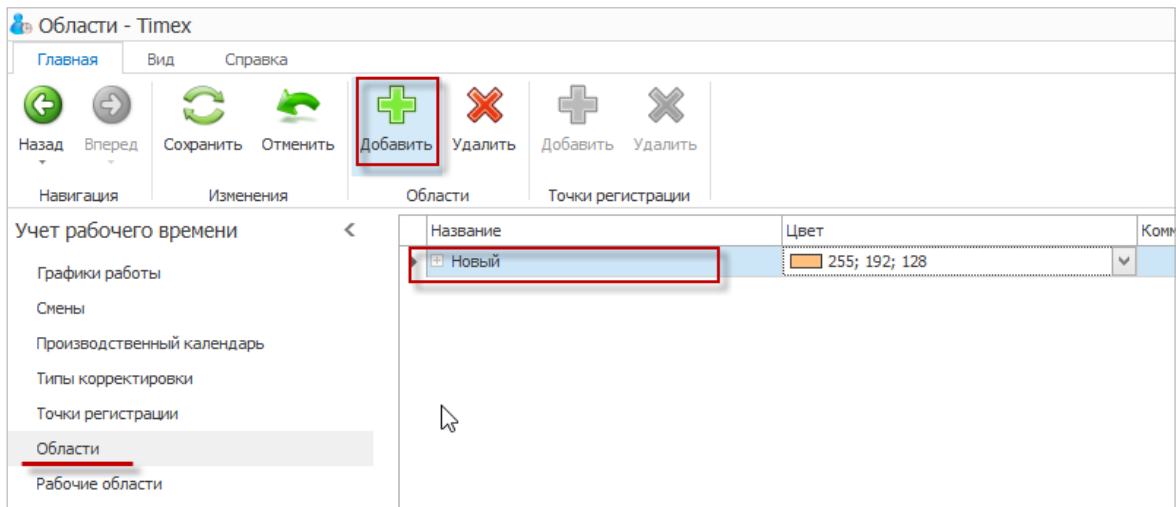 Области - Timex
Главная Вид Справка
Назад Вперед Сохранить Отменить Добавить Удалить Добавить Удалить
Навигация Изменения Области Точки регистрации
Учет рабочего времени <
Название Цвет Комм
Новый 255; 192; 128
Графики работы
Смены
Производственный календарь
Типы корректировки
Точки регистрации
Области
Рабочие области